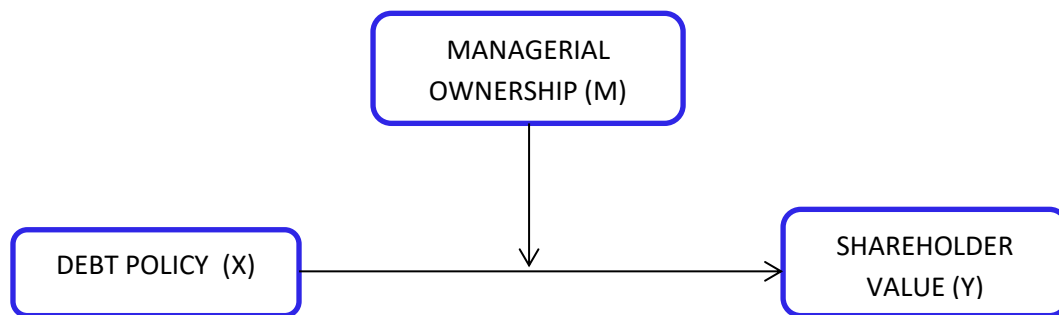 MANAGERIAL
OWNERSHIP (M)
DEBT POLICY (X)
SHAREHOLDER
VALUE (Y)